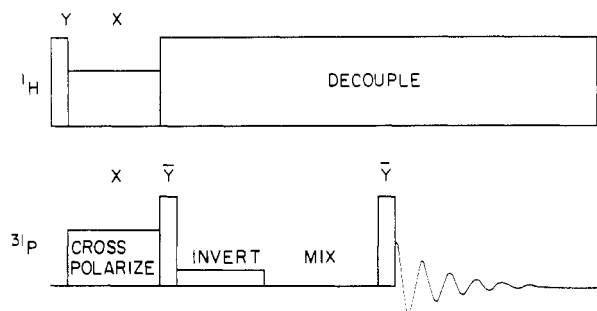 Y X
¹H
DECOUPLE
X Y̅ Y̅
³¹P
CROSS
POLARIZE
INVERT
MIX